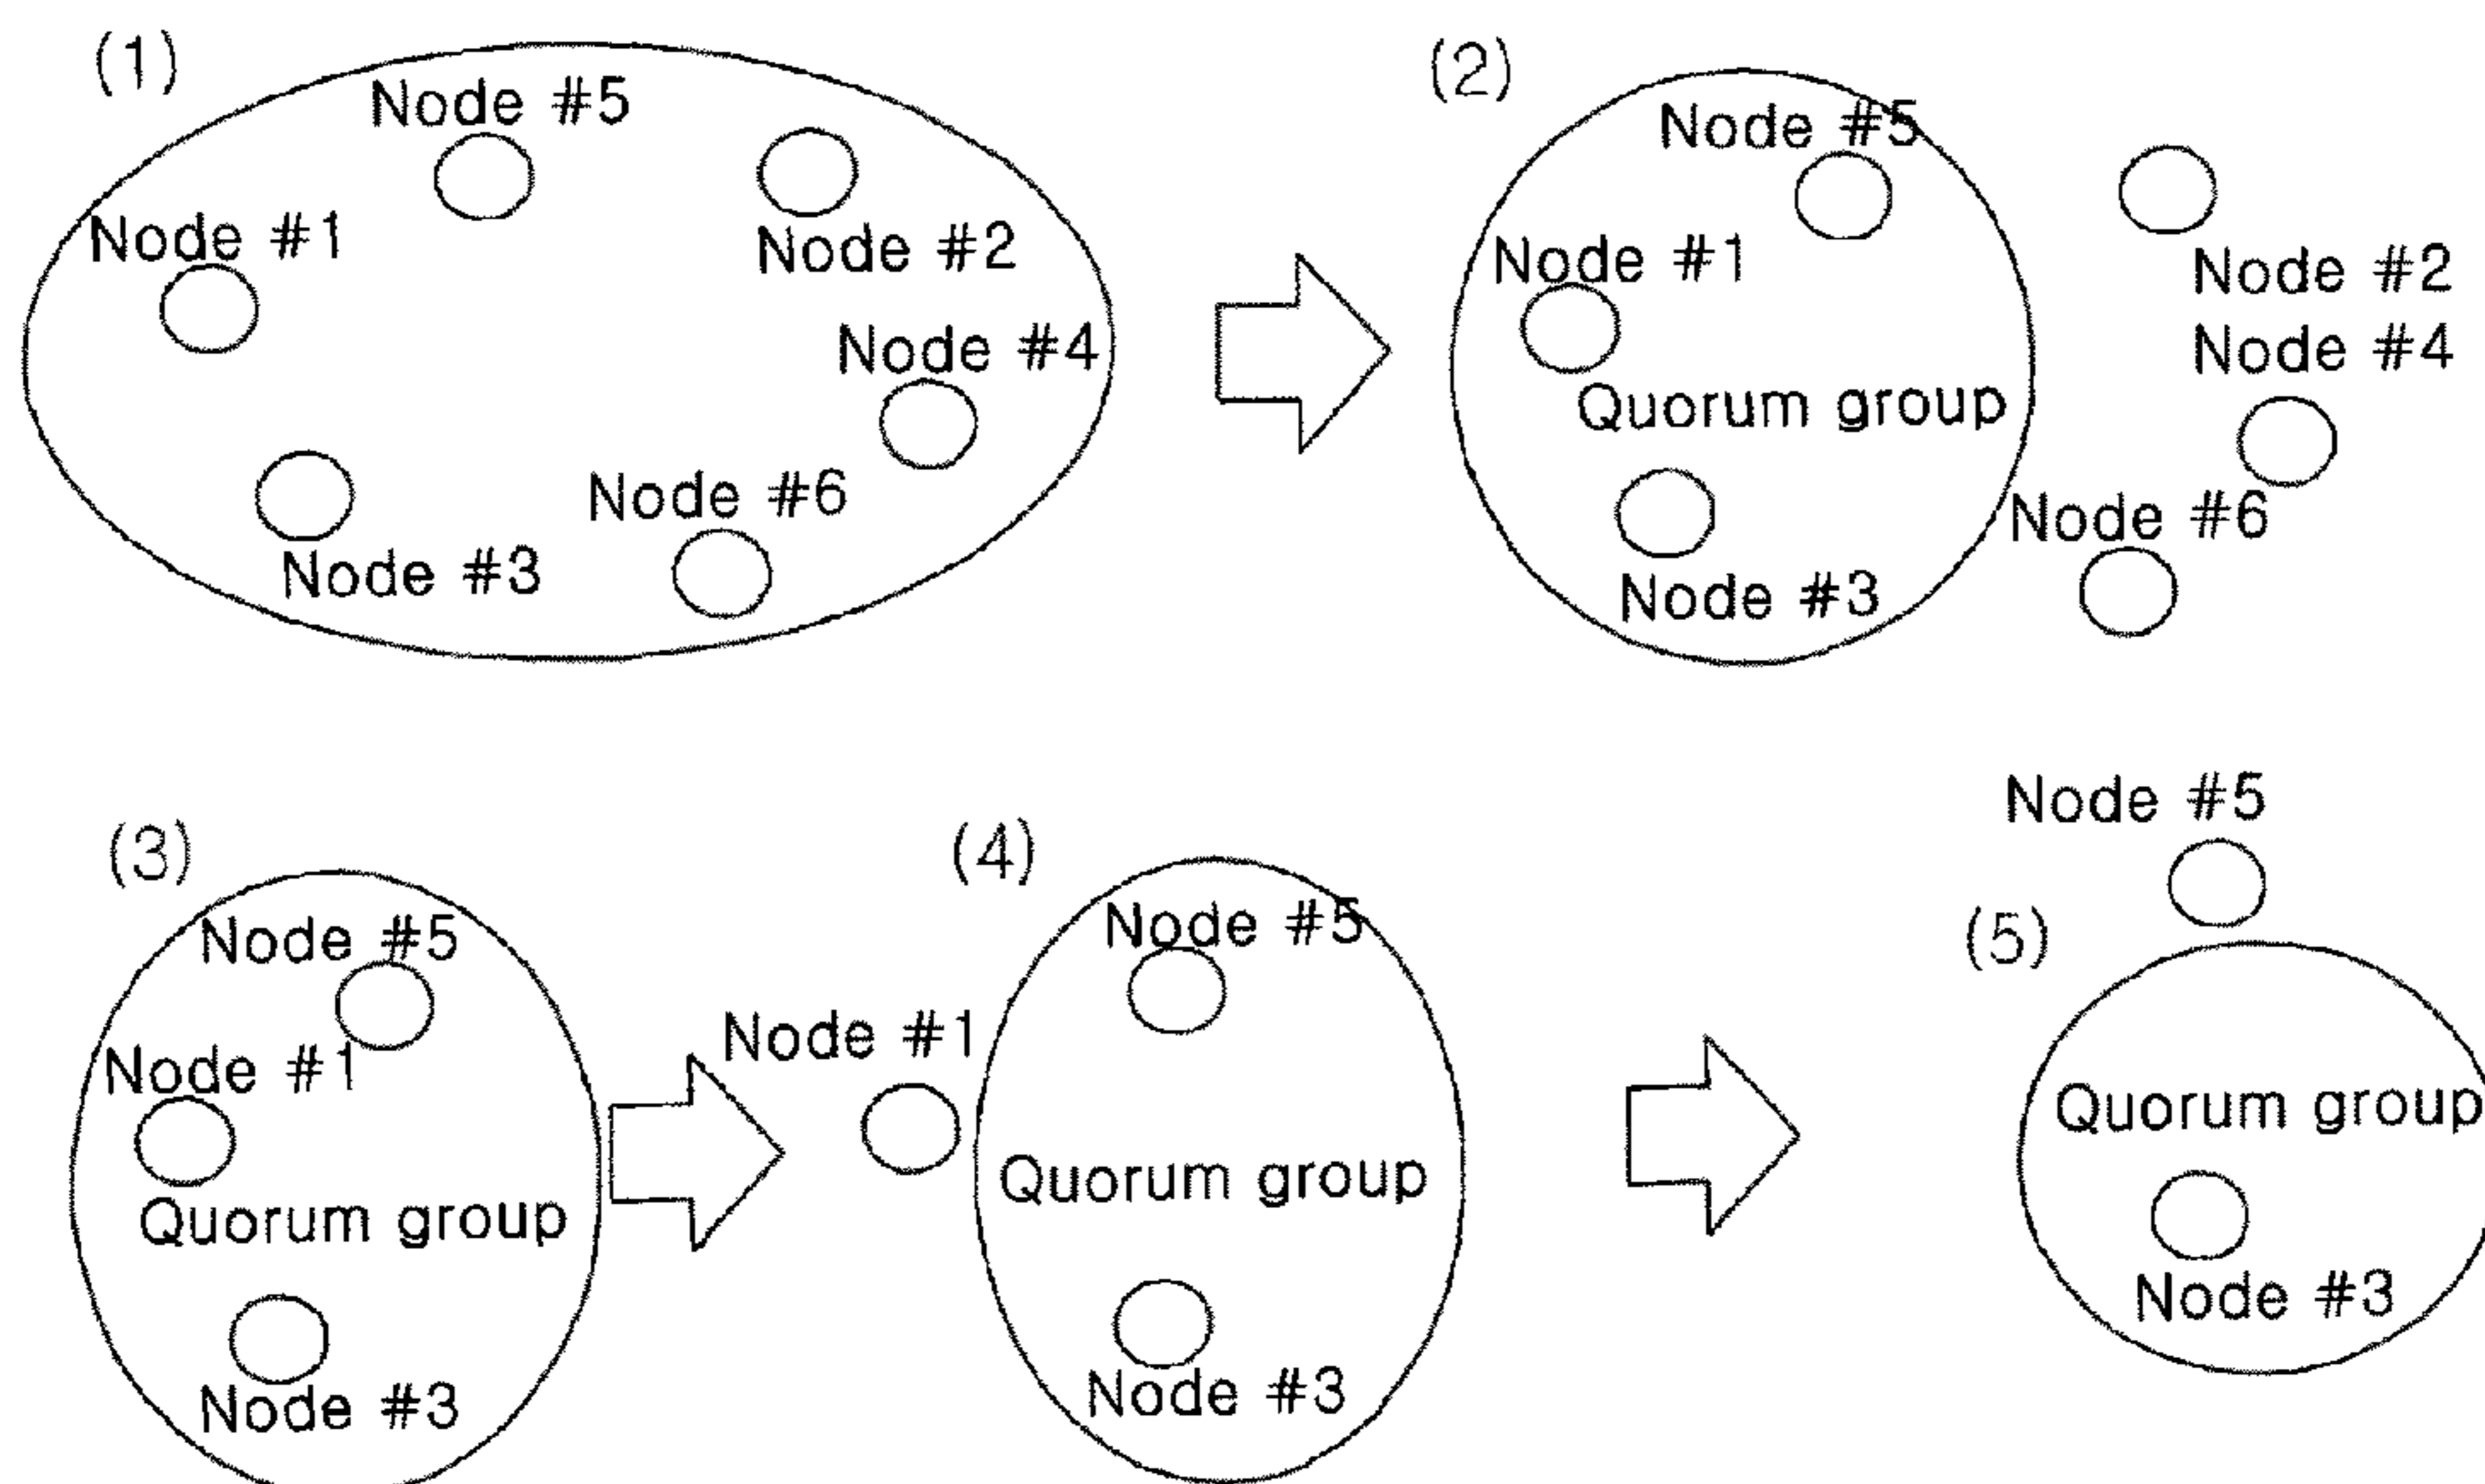 (1)
Node #5
Node #1
Node #2
Node #4
Node #6
Node #3
(2)
Node #5
Node #2
Node #1
Node #4
Quorum group
Node #6
Node #3
(3)
Node #5
Node #1
Quorum group
Node #3
(4)
Node #5
Node #1
Quorum group
Node #3
Node #5
(5)
Quorum group
Node #3